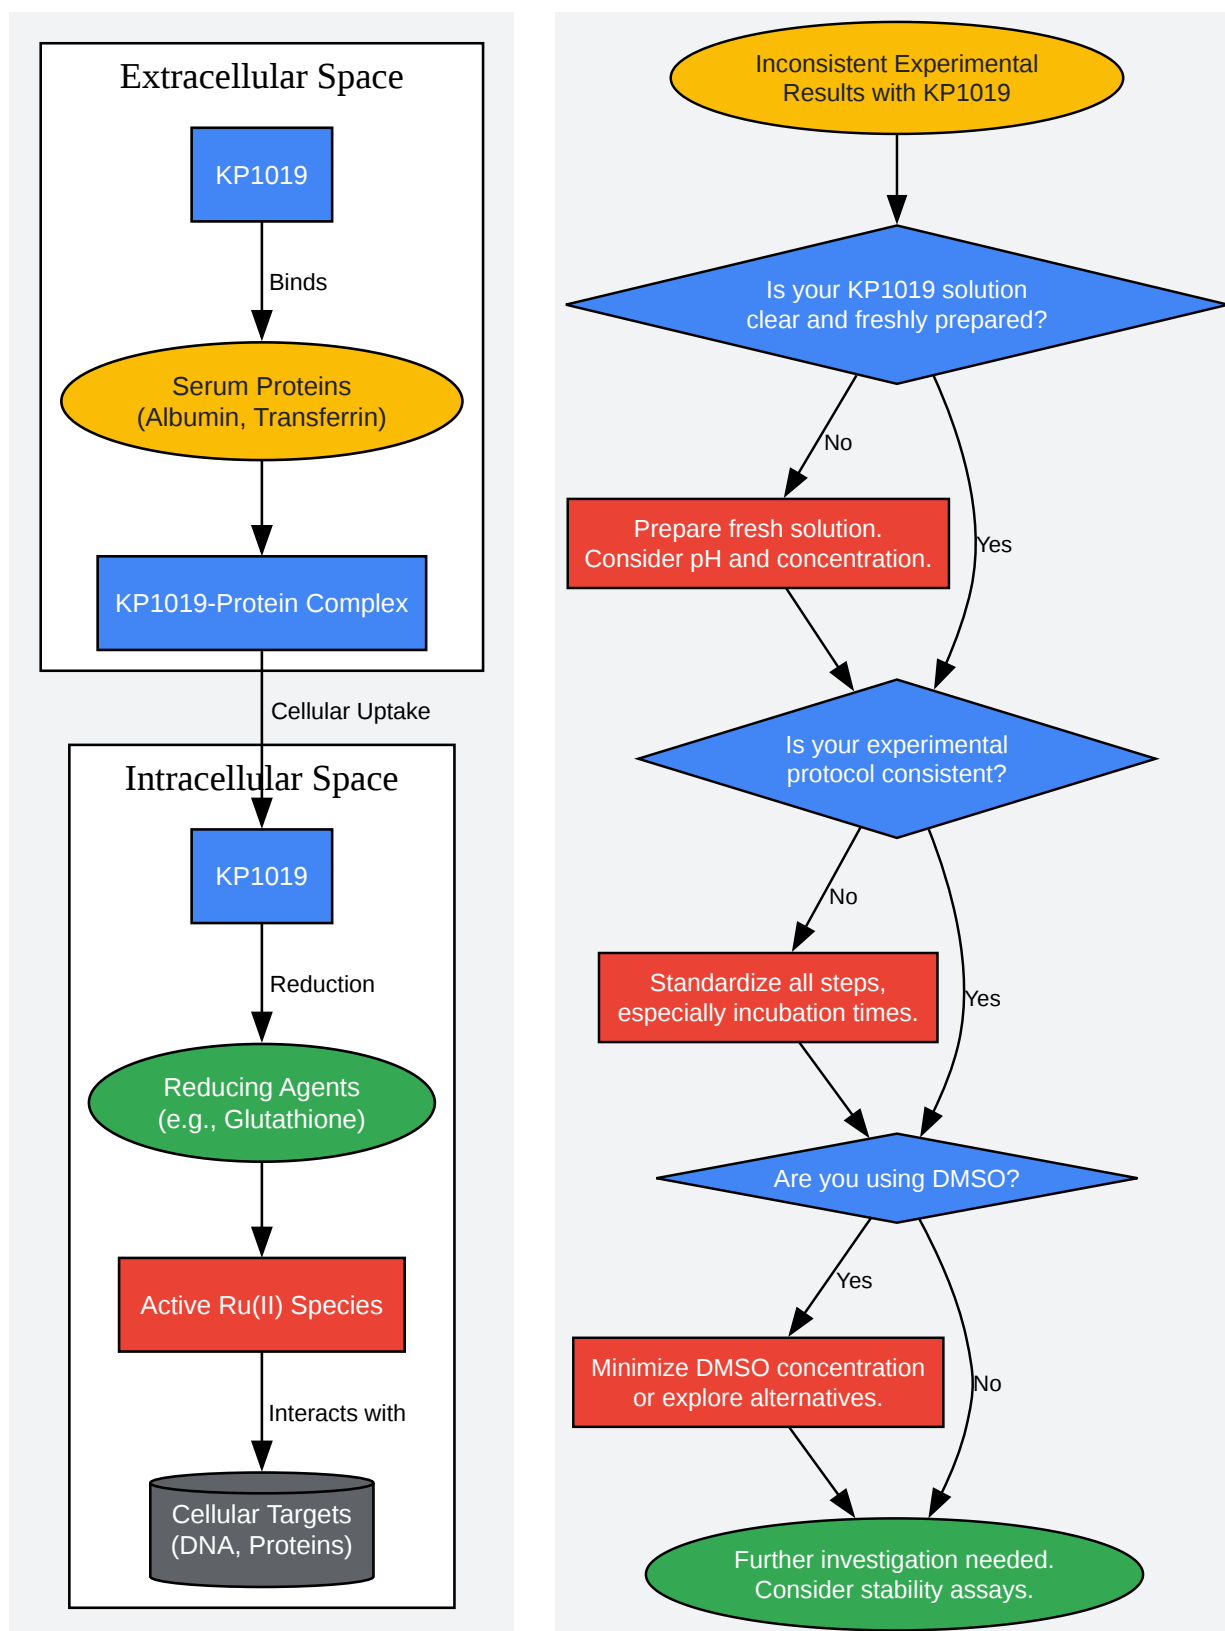 Extracellular Space
KP1019
Binds
Serum Proteins
(Albumin, Transferrin)
KP1019-Protein Complex
Cellular Uptake
Intracellular Space
KP1019
Reduction
Reducing Agents
(e.g., Glutathione)
Active Ru(II) Species
Interacts with
Cellular Targets
(DNA, Proteins)
Inconsistent Experimental
Results with KP1019
Is your KP1019 solution
clear and freshly prepared?
No
Yes
Prepare fresh solution.
Consider pH and concentration.
Is your experimental
protocol consistent?
No
Yes
Standardize all steps,
especially incubation times.
Are you using DMSO?
Yes
No
Minimize DMSO concentration
or explore alternatives.
Further investigation needed.
Consider stability assays.